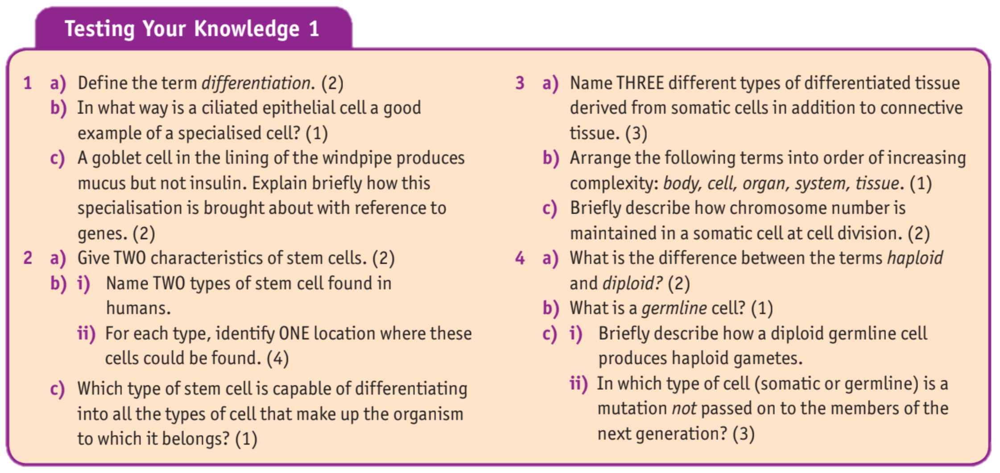 Testing Your Knowledge 1
1 a) Define the term differentiation. (2)
b) In what way is a ciliated epithelial cell a good
example of a specialised cell? (1)
c) A goblet cell in the lining of the windpipe produces
mucus but not insulin. Explain briefly how this
specialisation is brought about with reference to
genes. (2)
2 a) Give TWO characteristics of stem cells. (2)
b) i) Name TWO types of stem cell found in
humans.
ii) For each type, identify ONE location where these
cells could be found. (4)
c) Which type of stem cell is capable of differentiating
into all the types of cell that make up the organism
to which it belongs? (1)
3 a) Name THREE different types of differentiated tissue
derived from somatic cells in addition to connective
tissue. (3)
b) Arrange the following terms into order of increasing
complexity: body, cell, organ, system, tissue. (1)
c) Briefly describe how chromosome number is
maintained in a somatic cell at cell division. (2)
4 a) What is the difference between the terms haploid
and diploid? (2)
b) What is a germline cell? (1)
c) i) Briefly describe how a diploid germline cell
produces haploid gametes.
ii) In which type of cell (somatic or germline) is a
mutation not passed on to the members of the
next generation? (3)